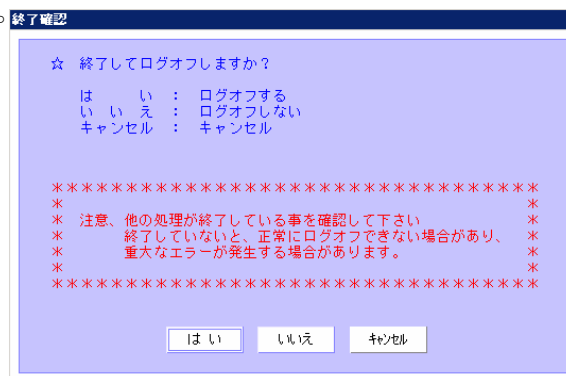 終了確認
☆ 終了してログオフしますか？
は　　い ： ログオフする
い い え ： ログオフしない
キャンセル ： キャンセル
＊＊＊＊＊＊＊＊＊＊＊＊＊＊＊＊＊＊＊＊＊＊＊＊＊＊＊＊＊＊＊＊＊
＊　＊
＊ 注意、他の処理が終了している事を確認して下さい ＊
＊ 終了していないと、正常にログオフできない場合があり、 ＊
＊ 重大なエラーが発生する場合があります。 ＊
＊　＊
＊＊＊＊＊＊＊＊＊＊＊＊＊＊＊＊＊＊＊＊＊＊＊＊＊＊＊＊＊＊＊＊＊
はい　いいえ　ｷｬﾝｾﾙ